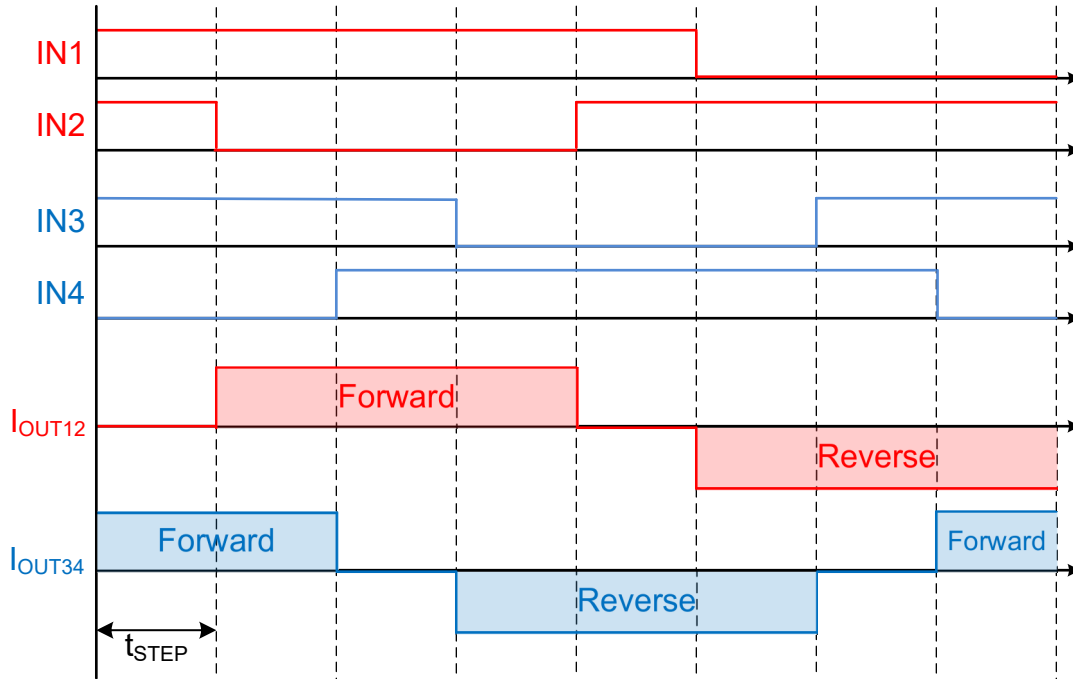 IN1
IN2
IN3
IN4
Forward
IOUT12
Reverse
Forward
Forward
IOUT34
Reverse
tSTEP